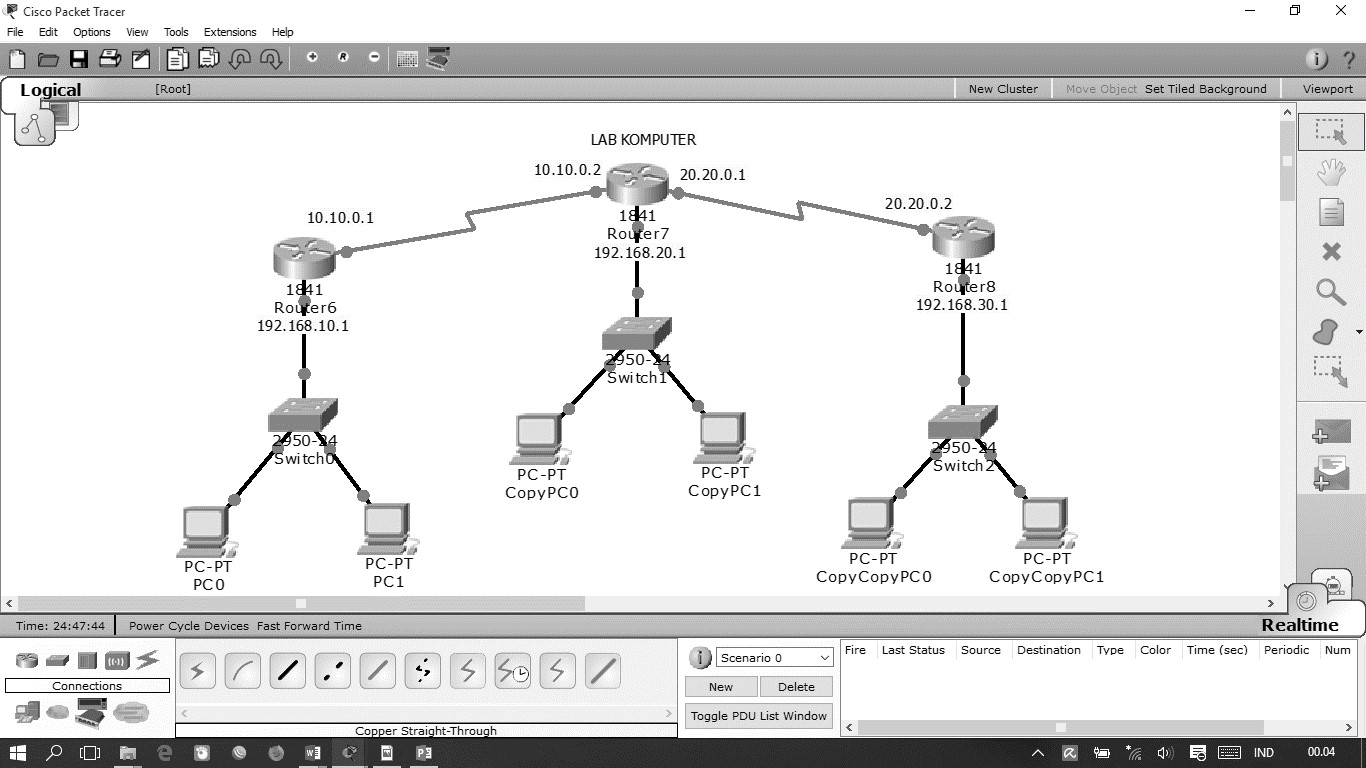 Cisco Packet Tracer
File Edit Options View Tools Extensions Help
Logical [Root] New Cluster Move Object Set Tiled Background Viewport
LAB KOMPUTER
10.10.0.2 20.20.0.1
20.20.0.2
10.10.0.1
1841
Router7
192.168.20.1
1841
Router8
192.168.30.1
1841
Router6
192.168.10.1
2950-24
Switch1
2950-24
Switch0
2950-24
Switch2
PC-PT
CopyPC0
PC-PT
CopyPC1
PC-PT
PC0
PC-PT
PC1
PC-PT
CopyCopyPC0
PC-PT
CopyCopyPC1
Time: 24:47:44 Power Cycle Devices Fast Forward Time
Realtime
Connections
Copper Straight-Through
Scenario 0
New Delete
Toggle PDU List Window
Fire Last Status Source Destination Type Color Time (sec) Periodic Num
IND 00.04